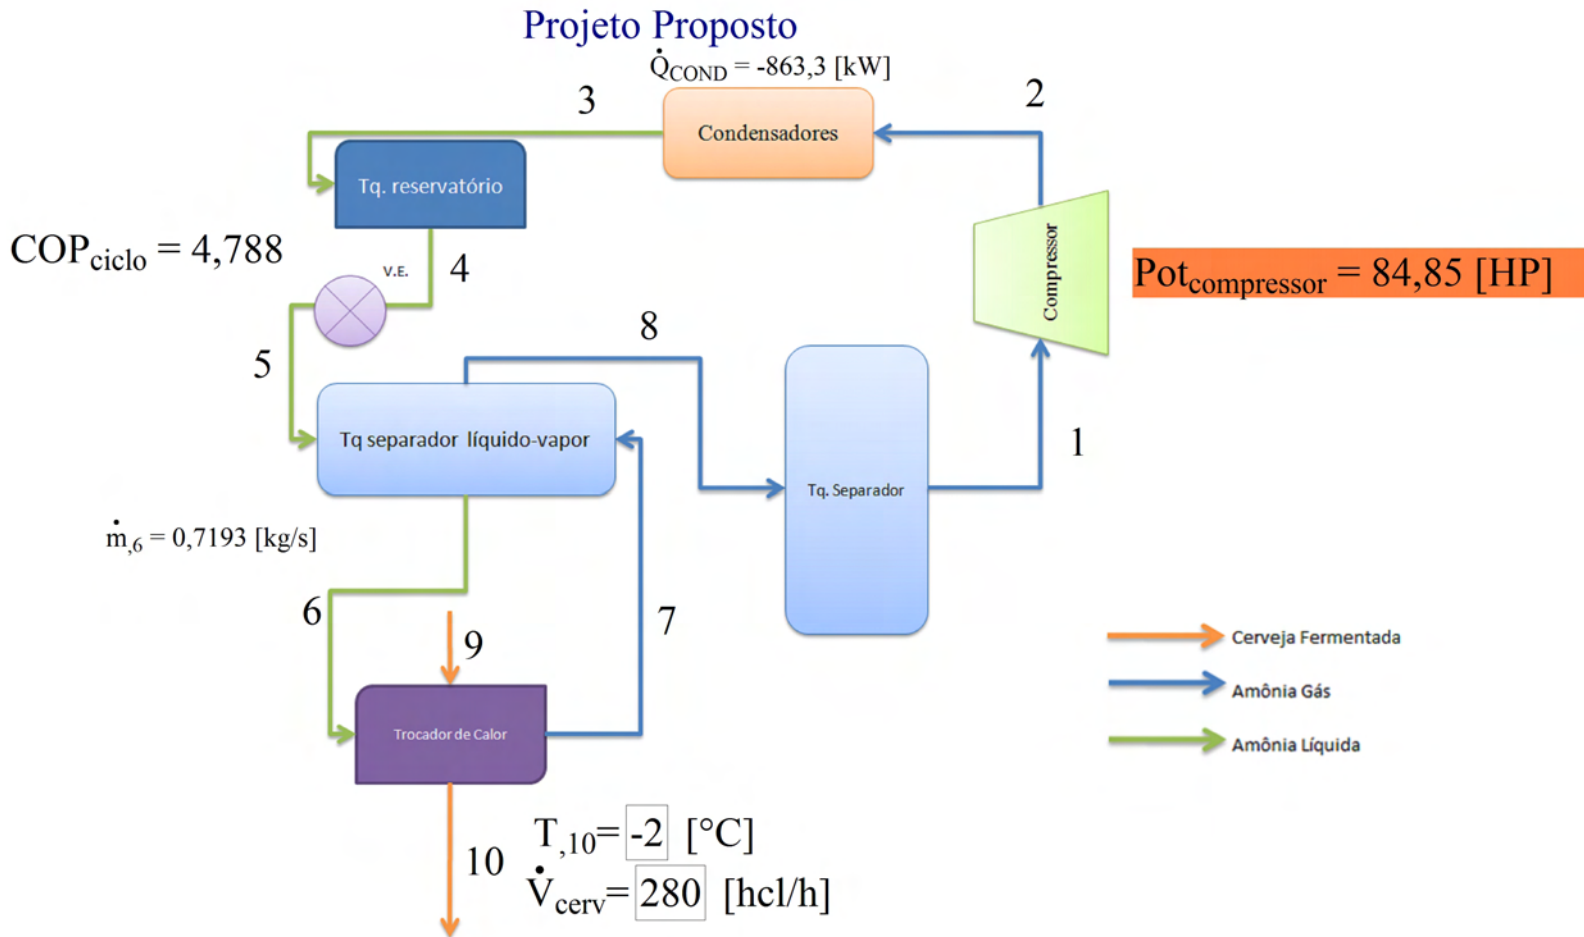 Projeto Proposto
Q̇COND = -863,3 [kW]
3
2
Condensadores
Tq. reservatório
COPciclo = 4,788
V.E.
4
Compressor
Potcompressor = 84,85 [HP]
8
5
Tq separador líquido-vapor
1
Tq. Separador
ṁ,6 = 0,7193 [kg/s]
6
7
9
Cerveja Fermentada
Amônia Gás
Trocador de Calor
Amônia Líquida
T,10= -2 [°C]
10
V̇cerv= 280 [hcl/h]